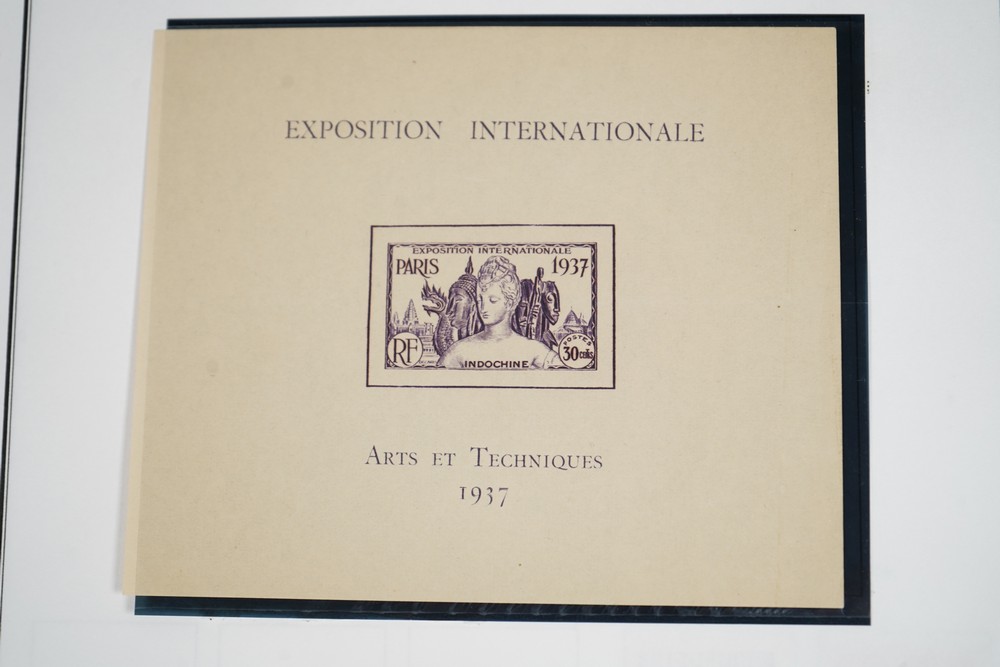 EXPOSITION INTERNATIONALE
EXPOSITION INTERNATIONALE
PARIS 1937
RF
INDOCHINE
POSTES
30 cents
ARTS ET TECHNIQUES
1937